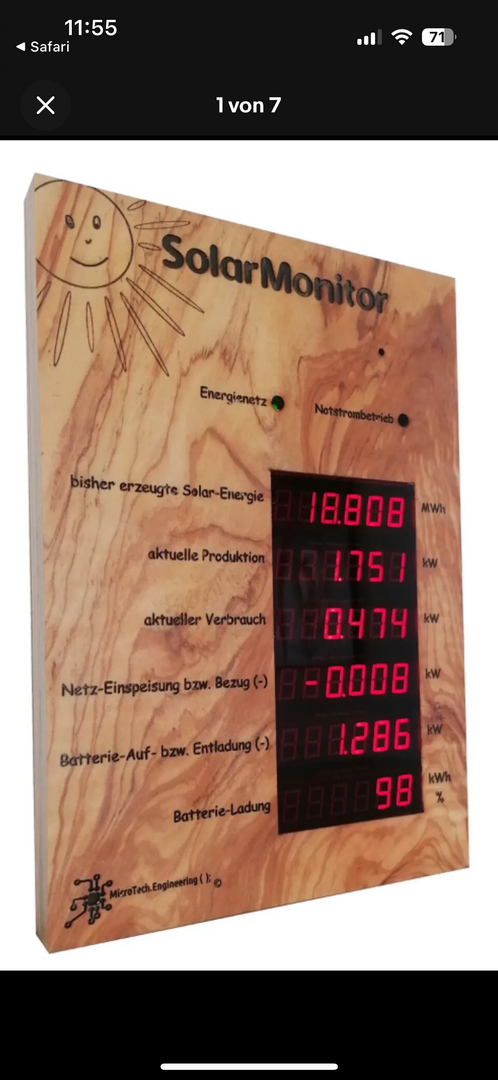 11:55
71
◀ Safari
1 von 7
SolarMonitor
Energienetz
Notstrombetrieb
bisher erzeugte Solar-Energie 18.808 MWh
aktuelle Produktion 1.751 kW
aktueller Verbrauch 0.474 kW
Netz-Einspeisung bzw. Bezug (-) -0.008 kW
Batterie-Auf- bzw. Entladung (-) 1.286 kW
Batterie-Ladung 98 kWh
%
MicroTech.Engineering ( ); ©